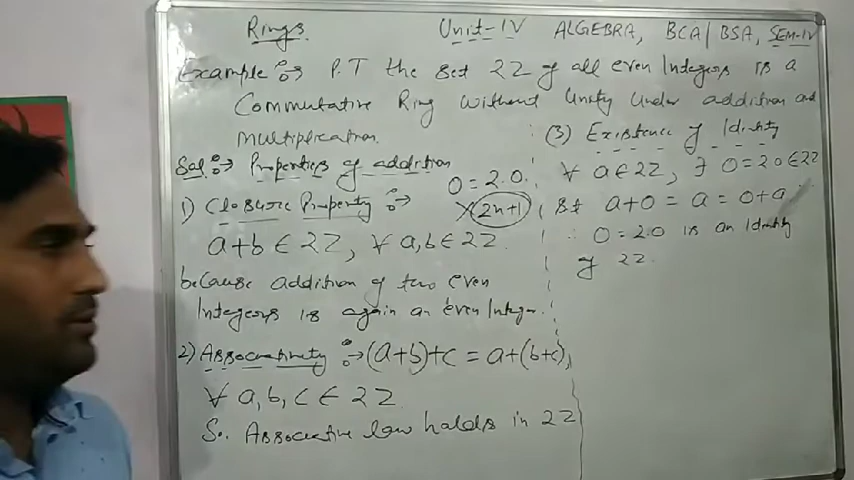 Rings. Unit-IV ALGEBRA, BCA/BSA, SEM-IV
Example :→ P.T the set 2Z of all even Integers is a
Commutative Ring without Unity Under addition and
multiplication.
Sol :→ Properties of addition
0 = 2.0.
1) Closure Property :→ X (2n+1)
a+b ∈ 2Z, ∀ a,b ∈ 2Z.
because addition of two even
Integers is again an even Integer.
2) Associativity :→ (a+b)+c = a+(b+c),
∀ a,b,c ∈ 2Z
So. Associative low holds in 2Z
(3) Existence of Identity
∀ a ∈ 2Z, ∃ 0 = 2.0 ∈ 2Z
st a+0 = a = 0+a
∴ 0 = 2.0 is an Identity
of 2Z.